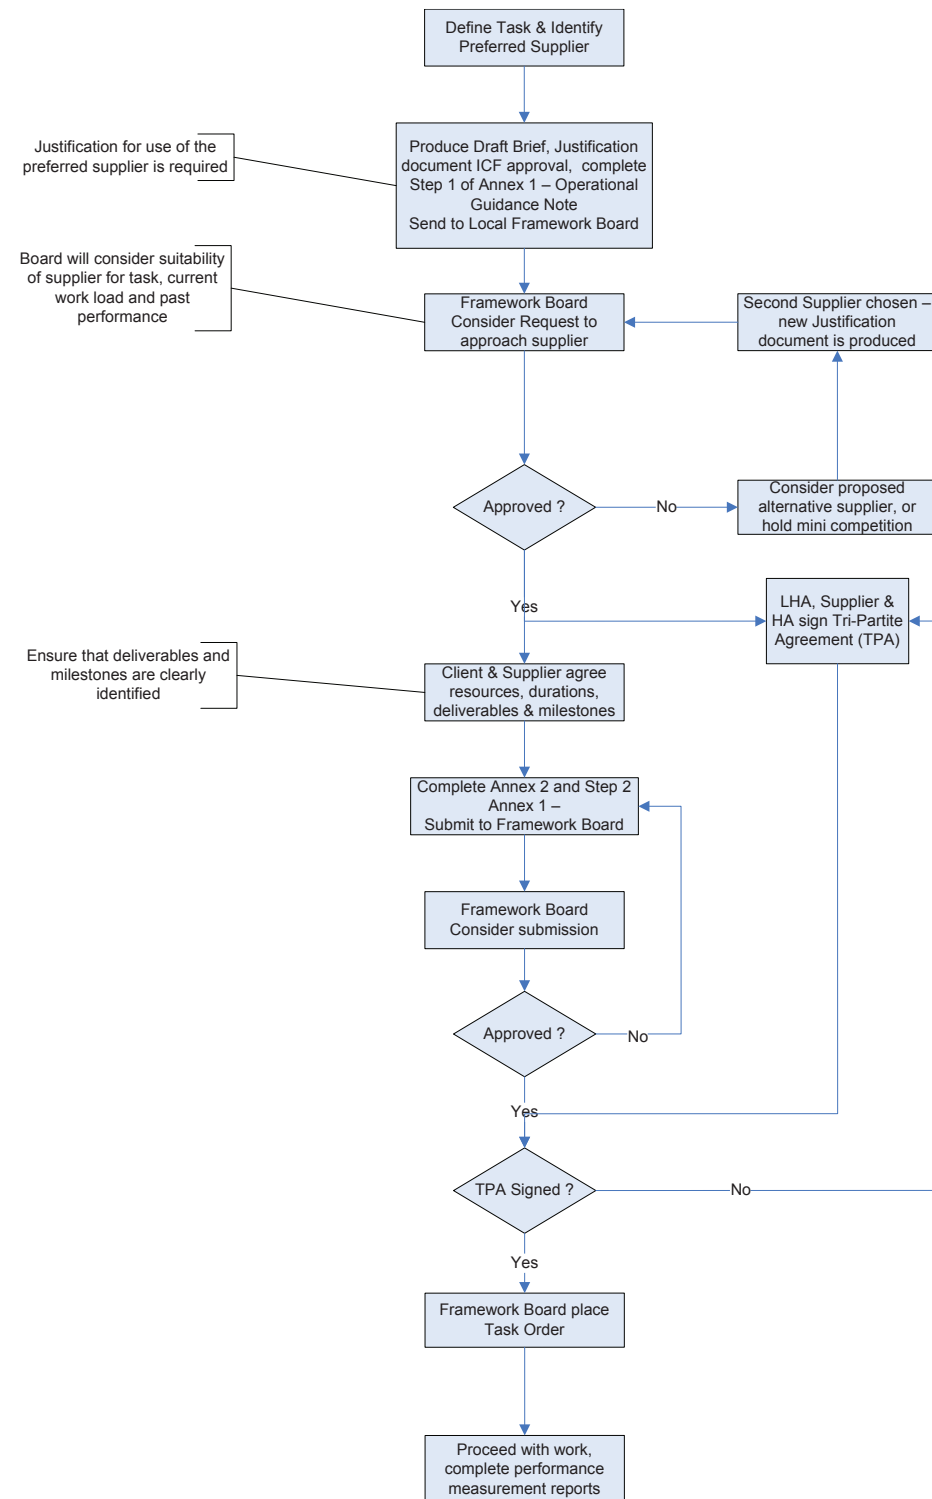 Define Task & Identify
Preferred Supplier
Justification for use of the
preferred supplier is required
Produce Draft Brief, Justification
document ICF approval,  complete
Step 1 of Annex 1 – Operational
Guidance Note
Send to Local Framework Board
Board will consider suitability
of supplier for task, current
work load and past
performance
Framework Board
Consider Request to
approach supplier
Second Supplier chosen –
new Justification
document is produced
Approved ?
No
Consider proposed
alternative supplier, or
hold mini competition
Yes
LHA, Supplier &
HA sign Tri-Partite
Agreement (TPA)
Ensure that deliverables and
milestones are clearly
identified
Client & Supplier agree
resources, durations,
deliverables & milestones
Complete Annex 2 and Step 2
Annex 1 –
Submit to Framework Board
Framework Board
Consider submission
Approved ?
No
Yes
TPA Signed ?
No
Yes
Framework Board place
Task Order
Proceed with work,
complete performance
measurement reports